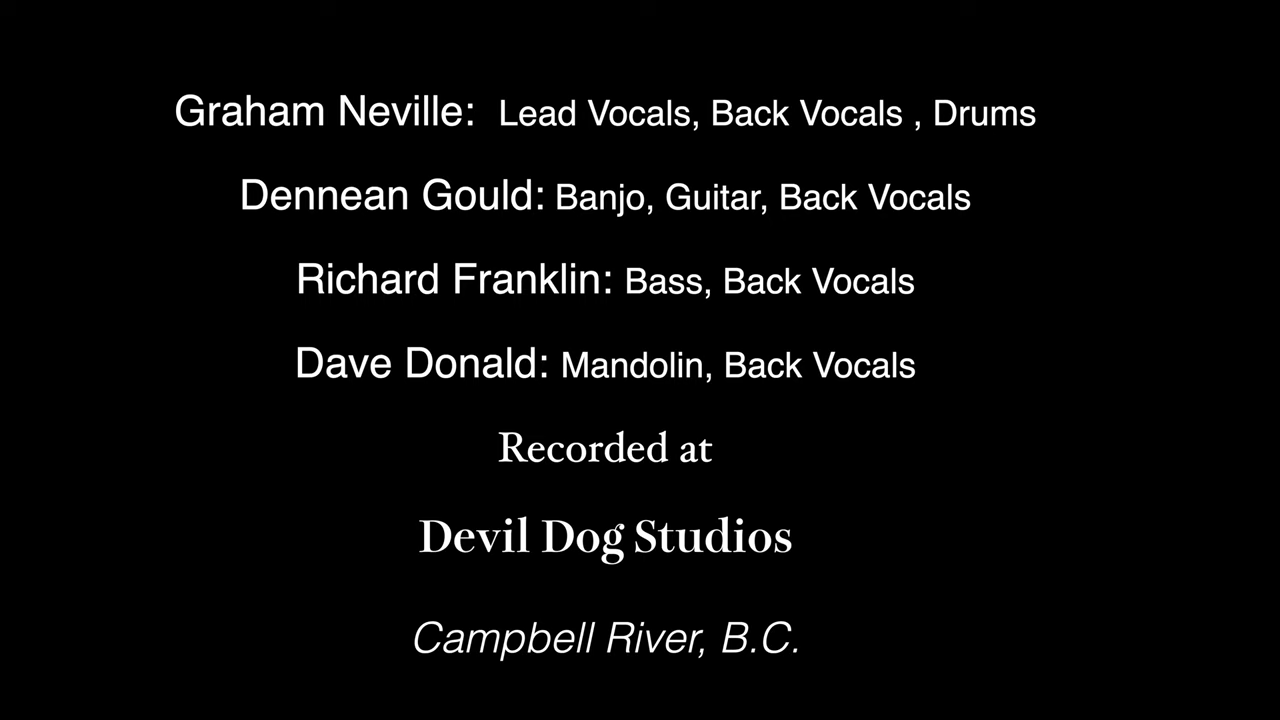 Graham Neville: Lead Vocals, Back Vocals , Drums
Dennean Gould: Banjo, Guitar, Back Vocals
Richard Franklin: Bass, Back Vocals
Dave Donald: Mandolin, Back Vocals
Recorded at
Devil Dog Studios
Campbell River, B.C.